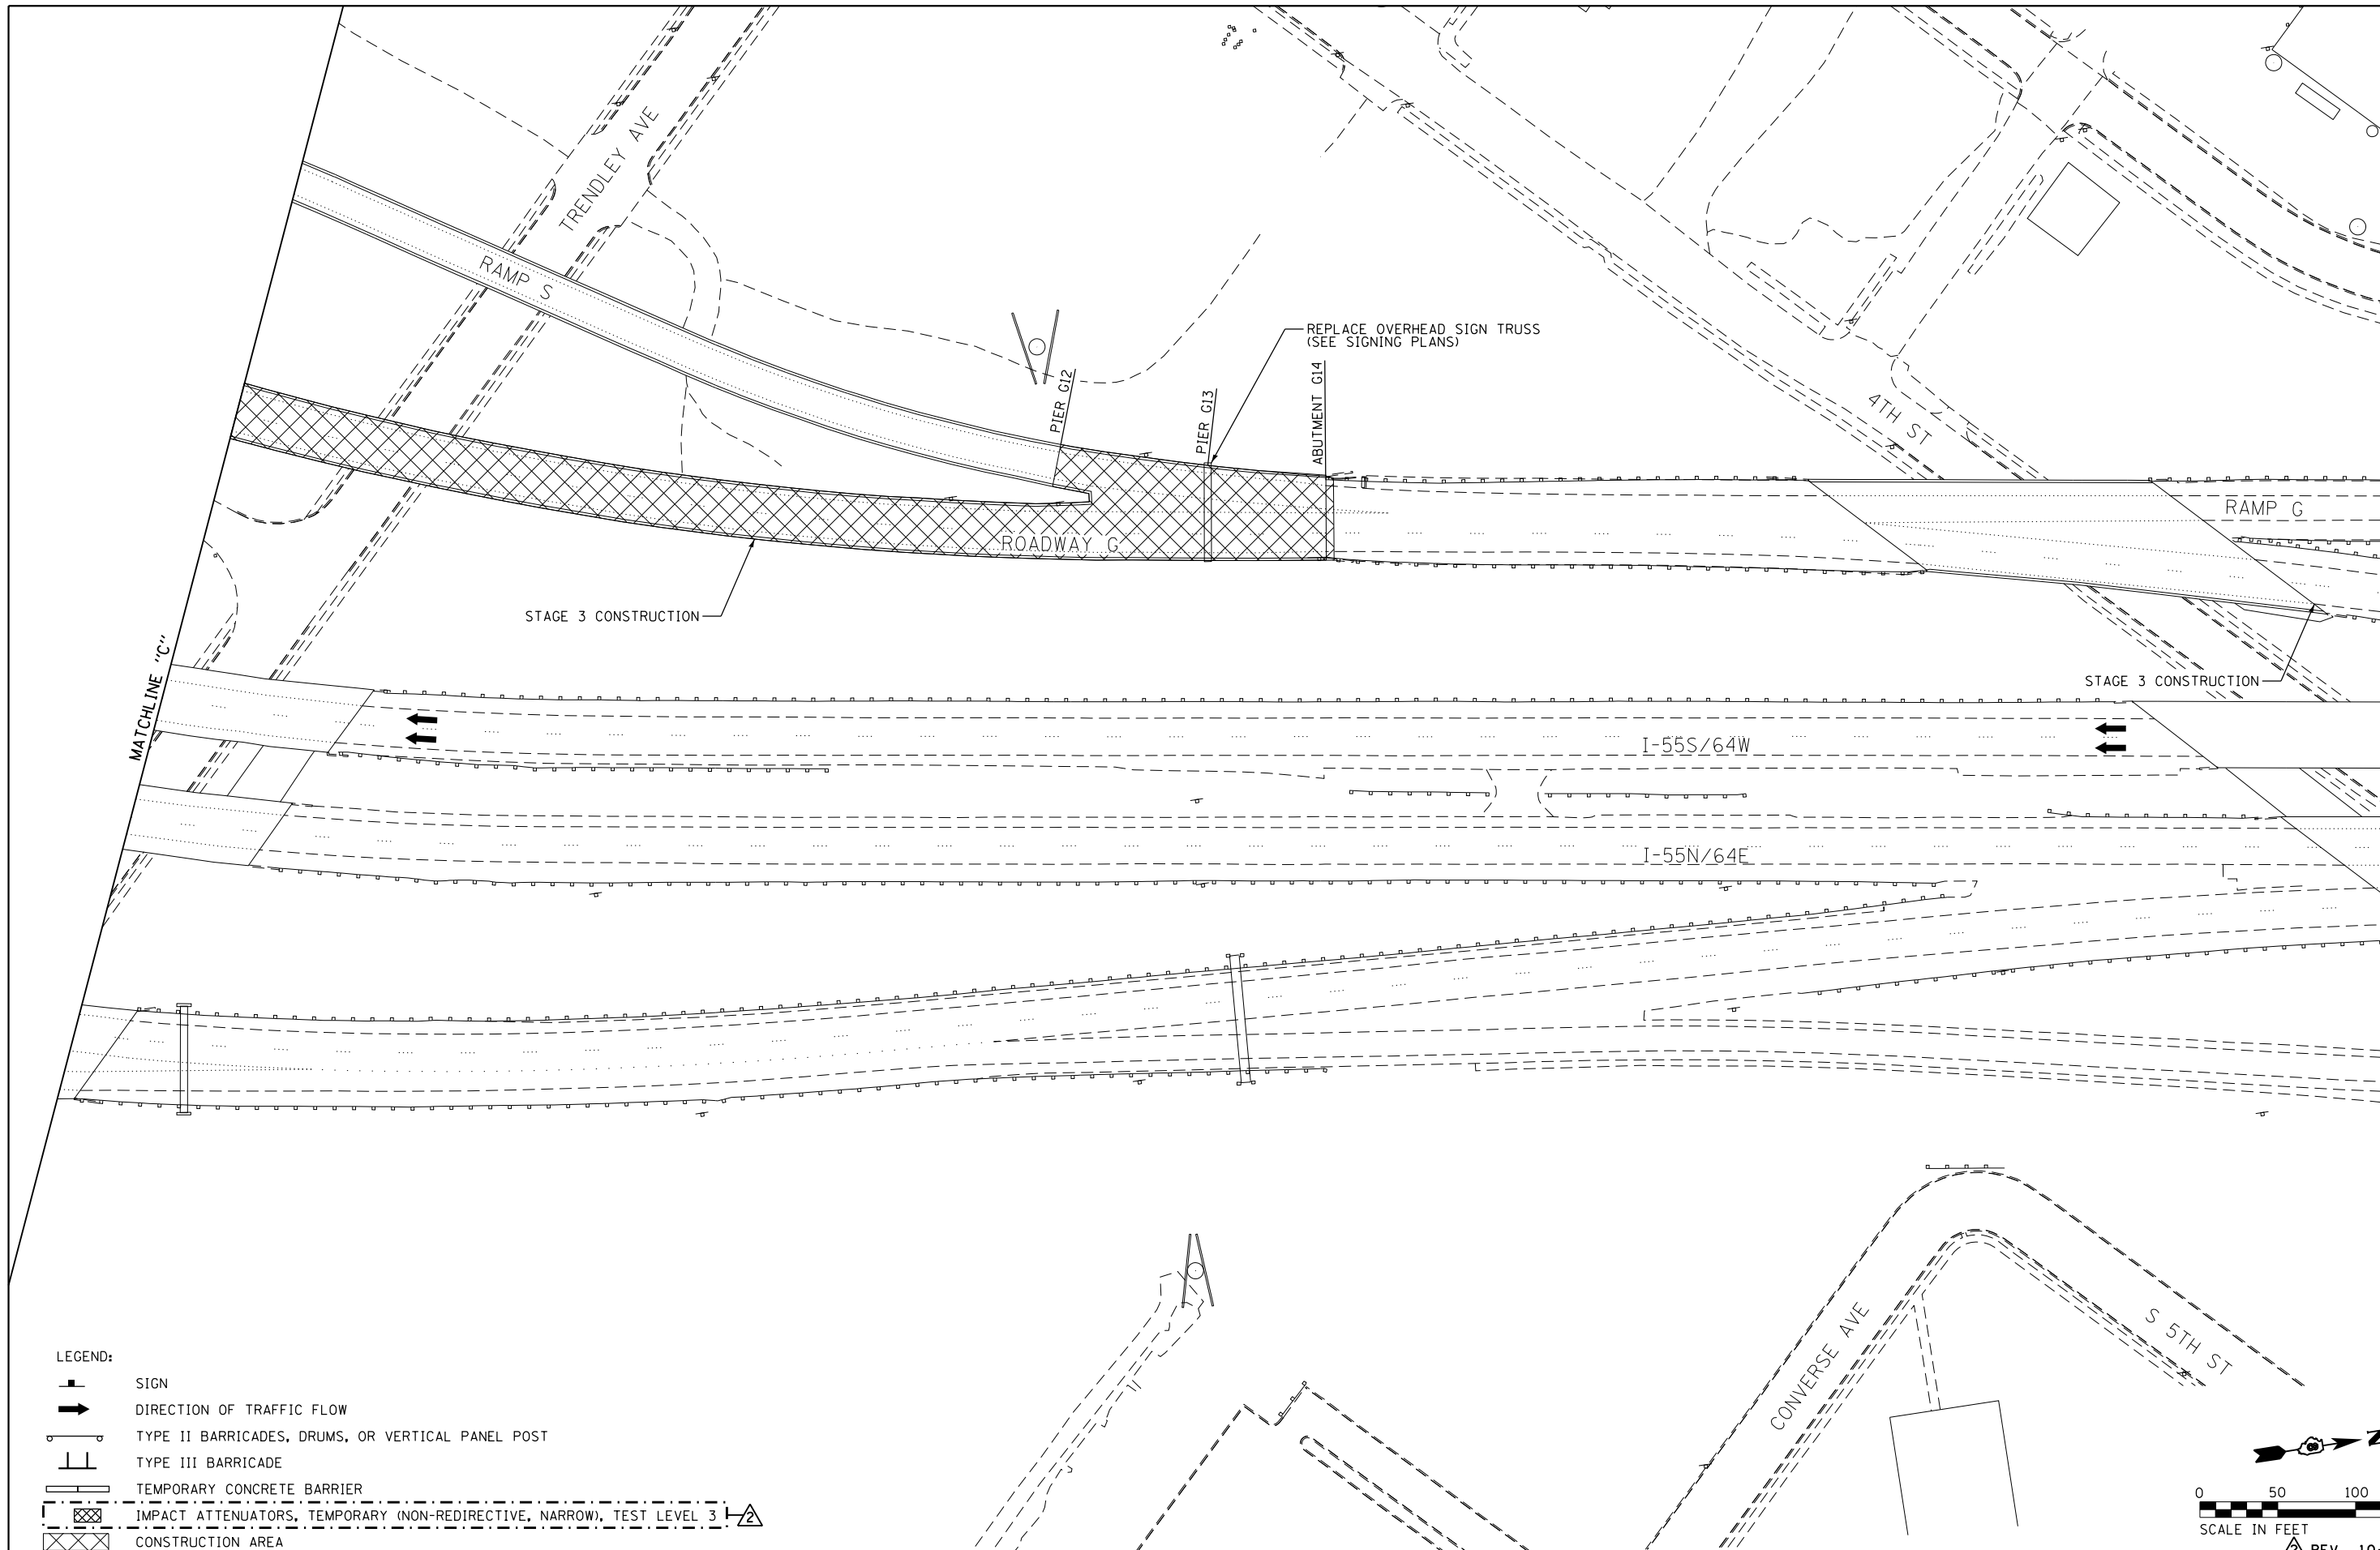 TRENDLEY AVE
RAMP S
REPLACE OVERHEAD SIGN TRUSS
(SEE SIGNING PLANS)
PIER G12
PIER G13
ABUTMENT G14
4TH ST
RAMP G
ROADWAY G
STAGE 3 CONSTRUCTION
STAGE 3 CONSTRUCTION
MATCHLINE "C"
I-55S/64W
I-55N/64E
CONVERSE AVE
S 5TH ST
LEGEND:
SIGN
DIRECTION OF TRAFFIC FLOW
TYPE II BARRICADES, DRUMS, OR VERTICAL PANEL POST
TYPE III BARRICADE
TEMPORARY CONCRETE BARRIER
IMPACT ATTENUATORS, TEMPORARY (NON-REDIRECTIVE, NARROW), TEST LEVEL 3
2
CONSTRUCTION AREA
0 50 100
SCALE IN FEET